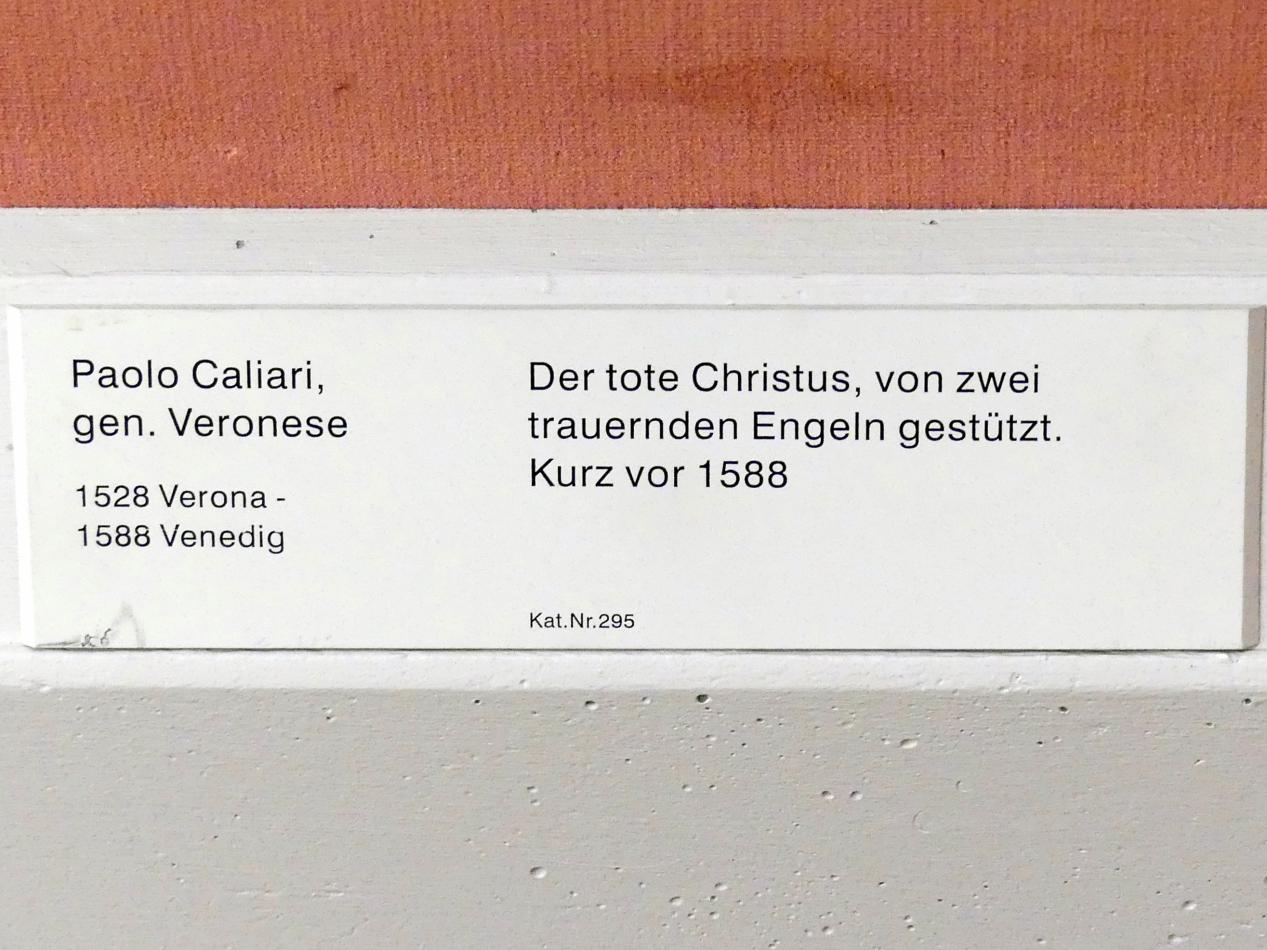 Paolo Caliari,
gen. Veronese
1528 Verona -
1588 Venedig
Der tote Christus, von zwei
trauernden Engeln gestützt.
Kurz vor 1588
Kat.Nr.295